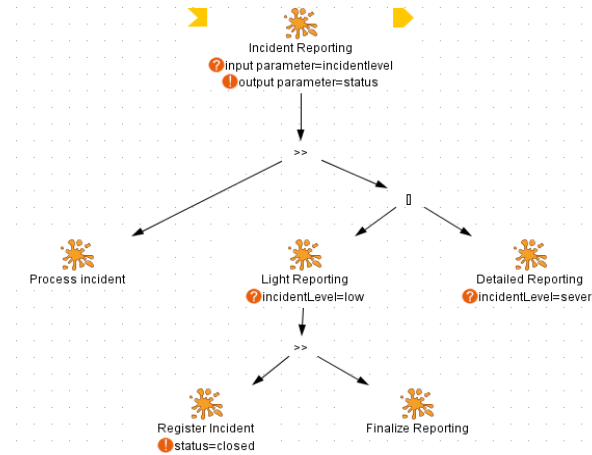 Incident Reporting
?input parameter=incidentlevel
!output parameter=status
>>
[]
Process incident
Light Reporting
?incidentLevel=low
Detailed Reporting
?incidentLevel=sever
>>
Register Incident
!status=closed
Finalize Reporting